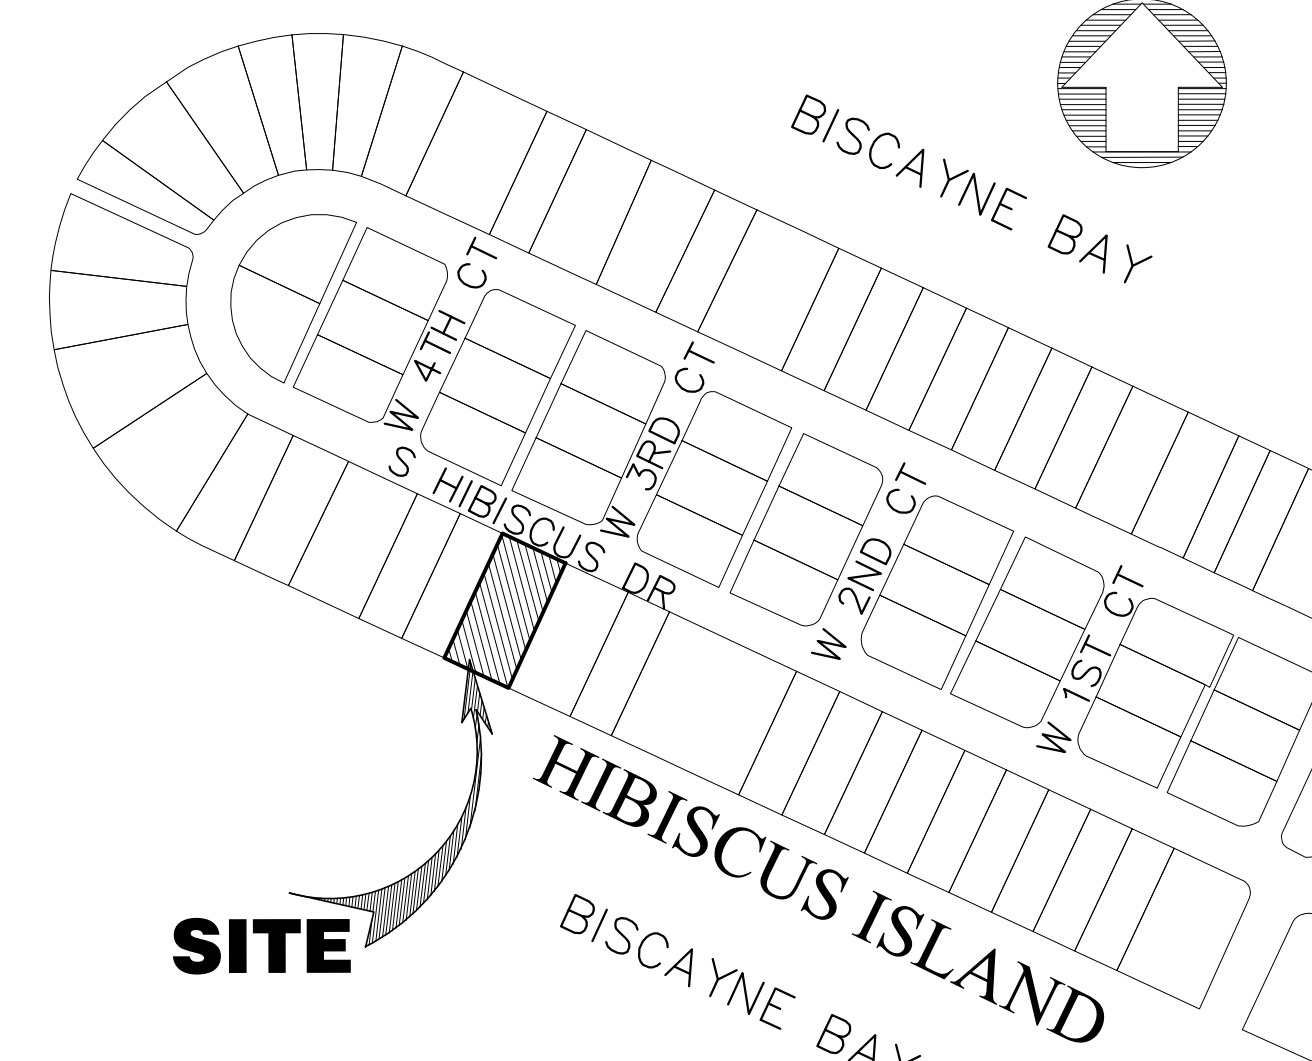 BISCAYNE BAY
W 4TH CT
W 3RD CT
W 2ND CT
W 1ST CT
S HIBISCUS DR
HIBISCUS ISLAND
SITE
BISCAYNE BAY